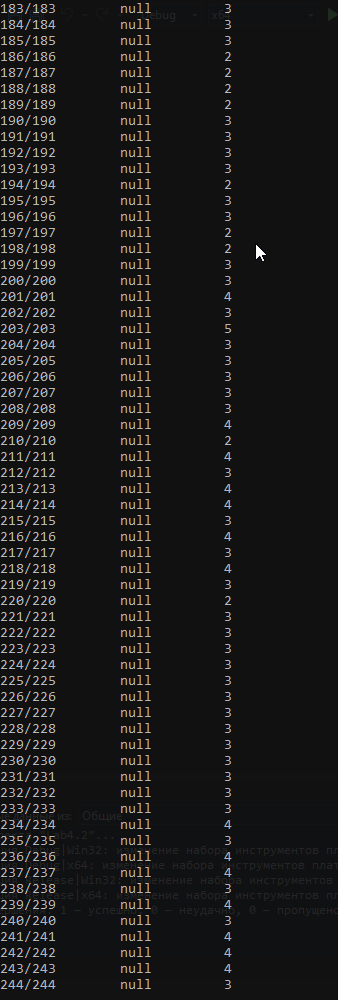 183/183 null 3
184/184 null 3
185/185 null 3
186/186 null 2
187/187 null 2
188/188 null 2
189/189 null 2
190/190 null 3
191/191 null 3
192/192 null 3
193/193 null 3
194/194 null 2
195/195 null 3
196/196 null 3
197/197 null 2
198/198 null 2
199/199 null 3
200/200 null 3
201/201 null 4
202/202 null 3
203/203 null 5
204/204 null 3
205/205 null 3
206/206 null 3
207/207 null 3
208/208 null 3
209/209 null 4
210/210 null 2
211/211 null 4
212/212 null 3
213/213 null 4
214/214 null 4
215/215 null 3
216/216 null 4
217/217 null 3
218/218 null 4
219/219 null 3
220/220 null 2
221/221 null 3
222/222 null 3
223/223 null 3
224/224 null 3
225/225 null 3
226/226 null 3
227/227 null 3
228/228 null 3
229/229 null 3
230/230 null 3
231/231 null 3
232/232 null 3
233/233 null 3
234/234 null 4
235/235 null 3
236/236 null 4
237/237 null 4
238/238 null 3
239/239 null 4
240/240 null 3
241/241 null 4
242/242 null 4
243/243 null 4
244/244 null 3